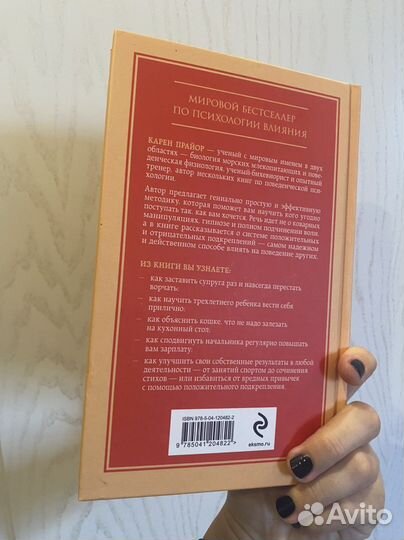 МИРОВОЙ БЕСТСЕЛЛЕР
ПО ПСИХОЛОГИИ ВЛИЯНИЯ
КАРЕН ПРАЙОР — ученый с мировым именем в двух
областях — биология морских млекопитающих и пове-
денческая физиология, ученый-бихевиорист и опытный
тренер, автор нескольких книг по поведенческой пси-
хологии.
Автор предлагает гениально простую и эффективную
методику, которая поможет вам научить кого угодно
поступать так, как вам хочется. Речь идет не о коварных
манипуляциях, гипнозе и полном подчинении воли,
а в книге рассказывается о системе положительных
и отрицательных подкреплений — самом надежном
и действенном способе влиять на поведение других.
ИЗ КНИГИ ВЫ УЗНАЕТЕ:
— как заставить супруга раз и навсегда перестать
ворчать;
— как научить трехлетнего ребенка вести себя
прилично;
— как объяснить кошке, что не надо залезать
на кухонный стол;
— как сподвигнуть начальника регулярно повышать
вам зарплату;
— как улучшить свои собственные результаты в любой
деятельности — от занятий спортом до сочинения
стихов — или избавиться от вредных привычек
с помощью положительного подкрепления.
ISBN 978-5-04-120482-2
9 785041 204822 >
eksmo.ru
Avito